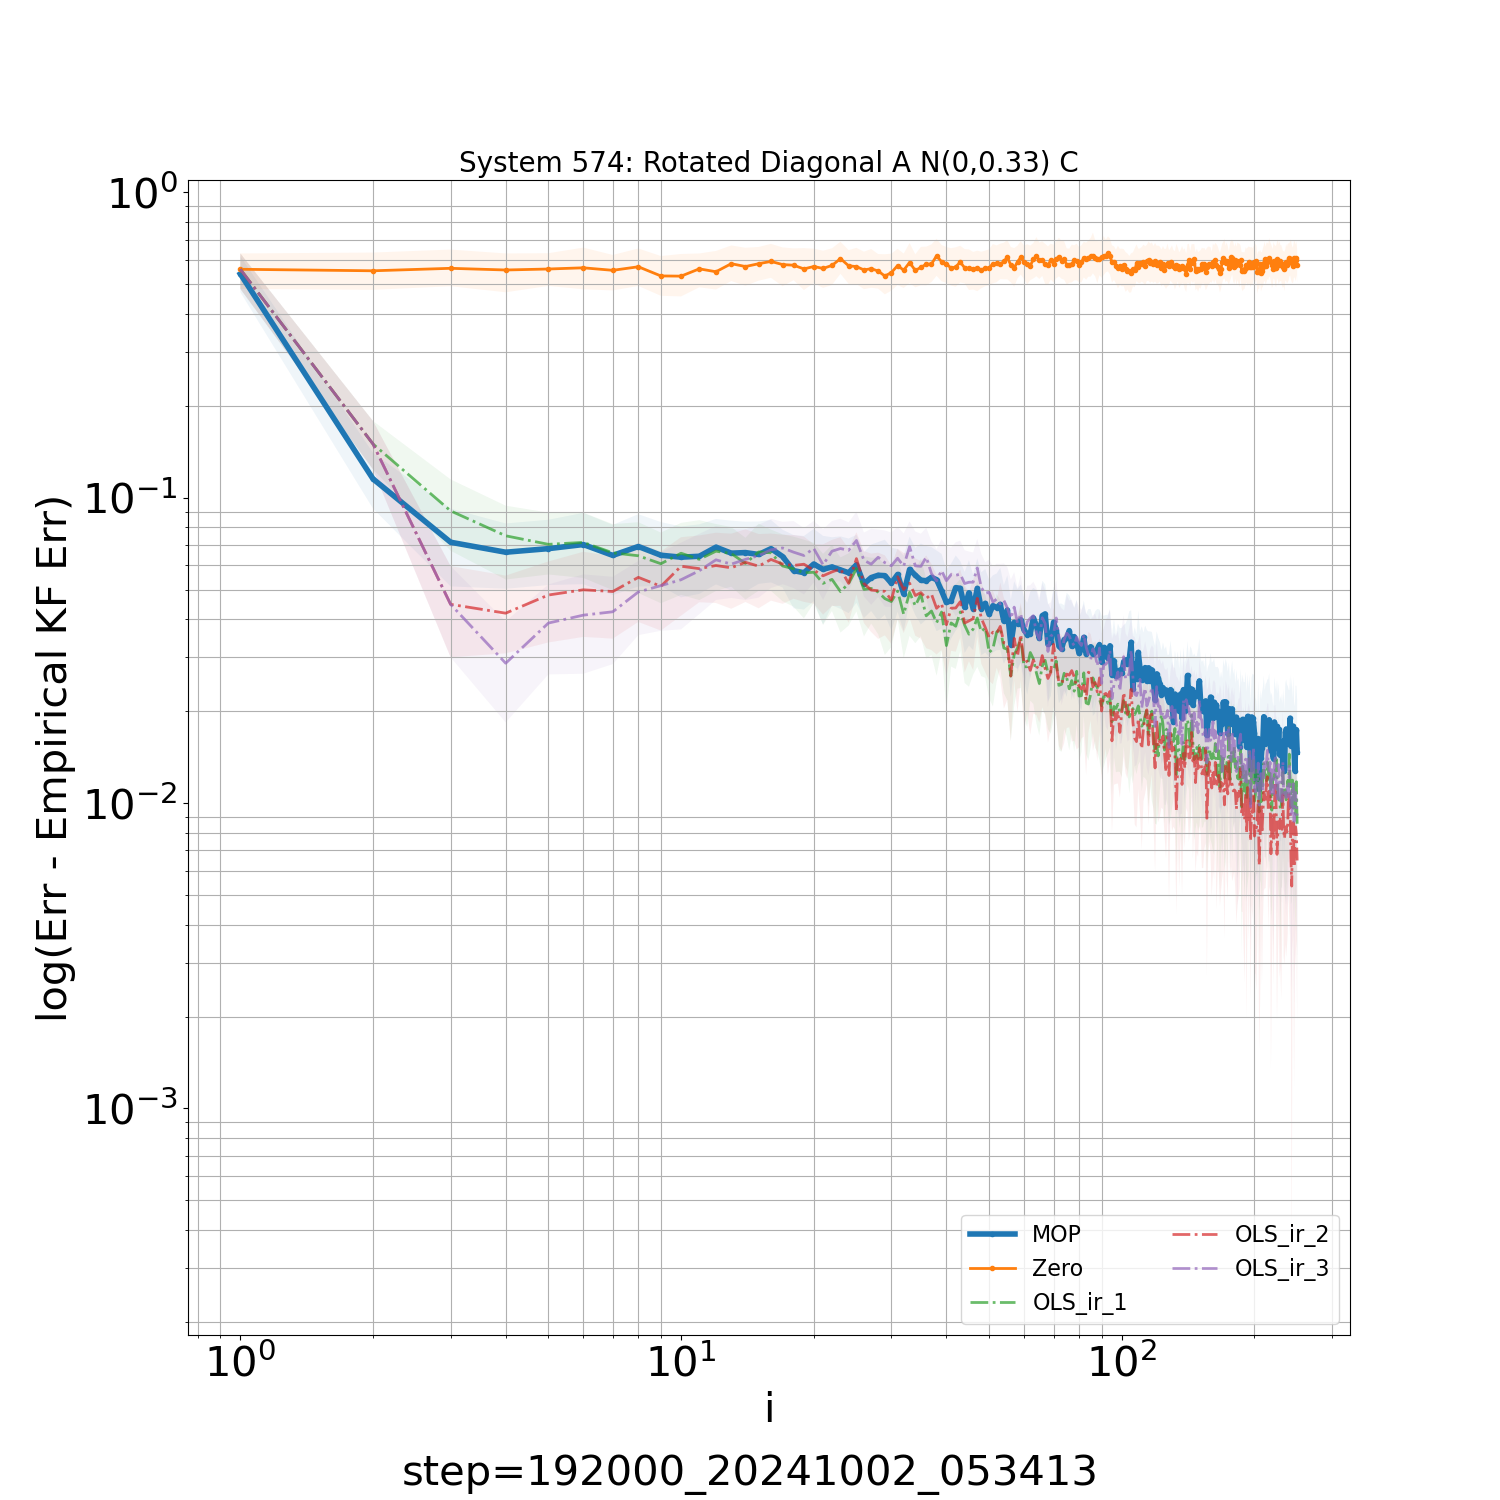 System 574: Rotated Diagonal A N(0,0.33) C
log(Err - Empirical KF Err)
10⁰
10⁻¹
10⁻²
10⁻³
MOP
Zero
OLS_ir_1
OLS_ir_2
OLS_ir_3
10⁰ 10¹ 10²
i
step=192000_20241002_053413